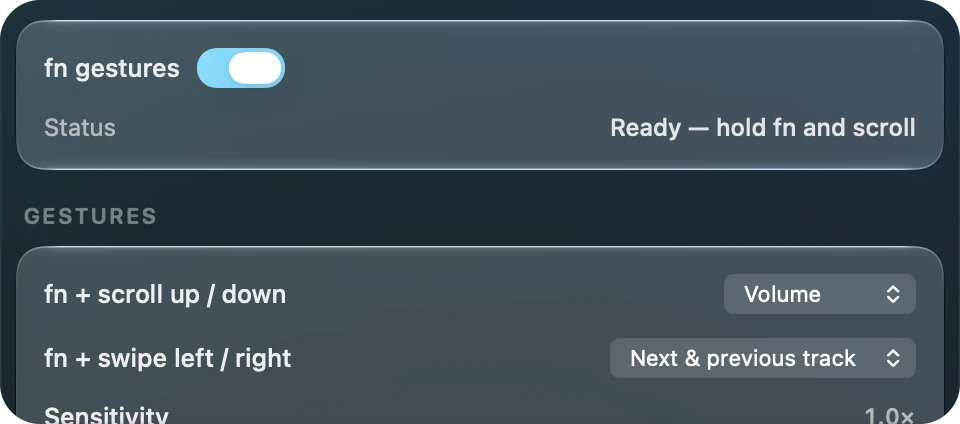 fn gestures
Status Ready — hold fn and scroll
GESTURES
fn + scroll up / down Volume
fn + swipe left / right Next & previous track
Sensitivity 1.0×